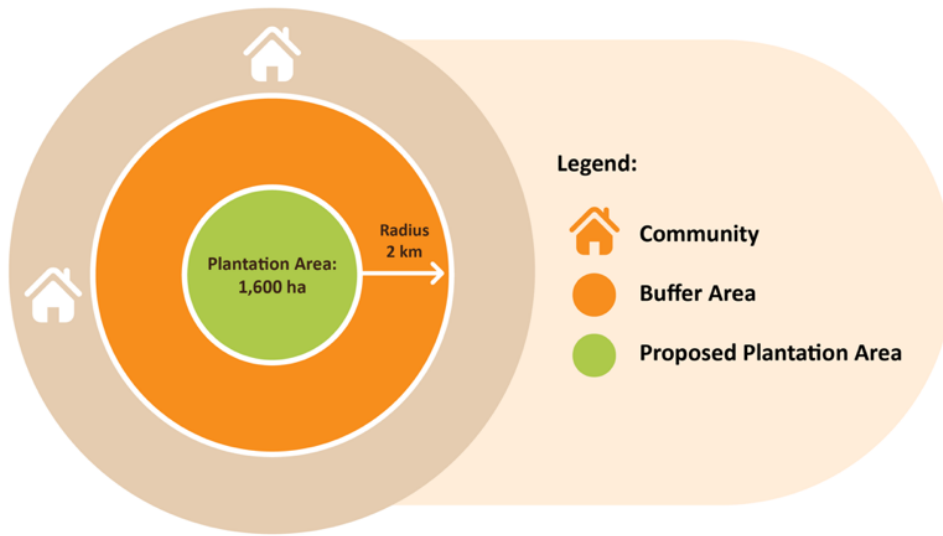 Radius
2 km
Plantation Area:
1,600 ha
Legend:
Community
Buffer Area
Proposed Plantation Area